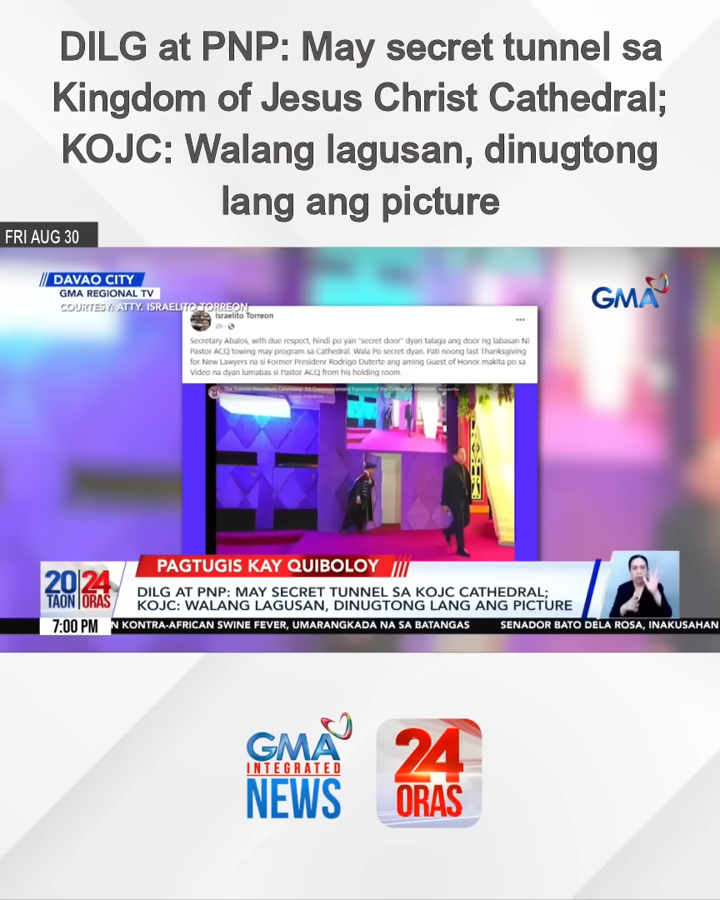 DILG at PNP: May secret tunnel sa
Kingdom of Jesus Christ Cathedral;
KOJC: Walang lagusan, dinugtong
lang ang picture
FRI AUG 30
DAVAO CITY
GMA REGIONAL TV
COURTESY: ATTY. ISRAELITO TORREON
GMA
Israelito Torreon
2h
Secretary Abalos, with due respect, hindi po yan "secret door" dyan talaga ang door ng labasan Ni
Pastor ACQ towing may program sa Cathedral. Wala Po secret dyan. Pati noong last Thanksgiving
for New Lawyers na si Former Presidenr Rodrigo Duterte ang aming Guest of Honor makita po sa
Video na dyan lumabas si Pastor ACQ from his holding room.
PAGTUGIS KAY QUIBOLOY
20 24
TAON ORAS
DILG AT PNP: MAY SECRET TUNNEL SA KOJC CATHEDRAL;
KOJC: WALANG LAGUSAN, DINUGTONG LANG ANG PICTURE
7:00 PM
N KONTRA-AFRICAN SWINE FEVER, UMARANGKADA NA SA BATANGAS SENADOR BATO DELA ROSA, INAKUSAHAN
GMA
INTEGRATED
NEWS
24
ORAS